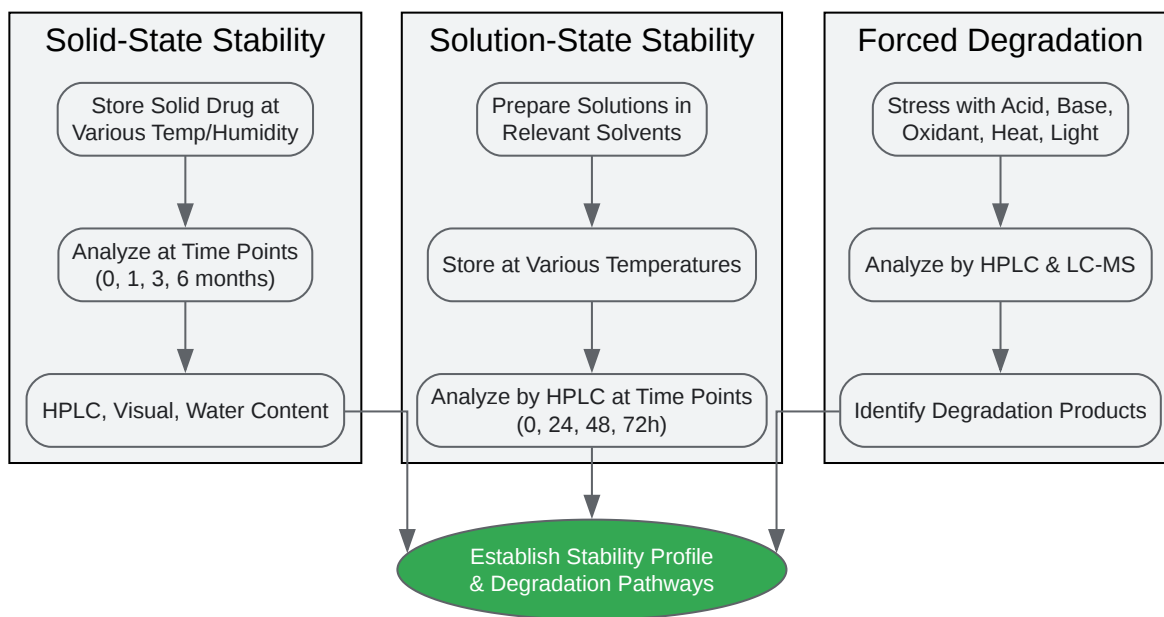 Solid-State Stability
Store Solid Drug at
Various Temp/Humidity
Analyze at Time Points
(0, 1, 3, 6 months)
HPLC, Visual, Water Content
Solution-State Stability
Prepare Solutions in
Relevant Solvents
Store at Various Temperatures
Analyze by HPLC at Time Points
(0, 24, 48, 72h)
Forced Degradation
Stress with Acid, Base,
Oxidant, Heat, Light
Analyze by HPLC & LC-MS
Identify Degradation Products
Establish Stability Profile
& Degradation Pathways